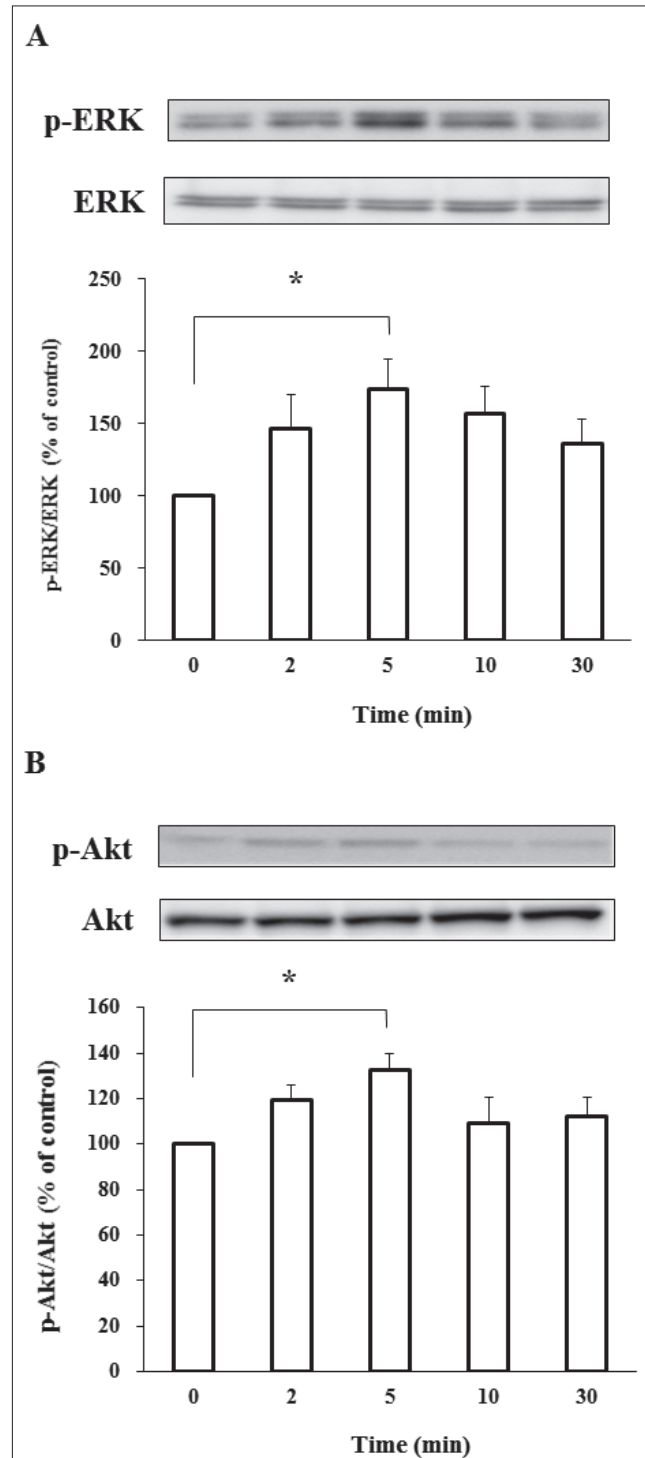 A
p-ERK
ERK
250
200
150
100
50
0
p-ERK/ERK (% of control)
*
0 2 5 10 30
Time (min)
B
p-Akt
Akt
160
140
120
100
80
60
40
20
0
p-Akt/Akt (% of control)
*
0 2 5 10 30
Time (min)